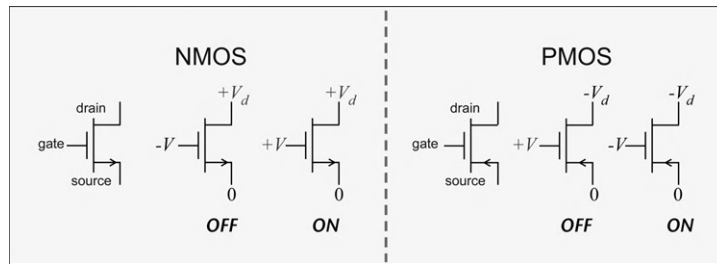 NMOS
drain
gate
source
+Vd
-V
0
OFF
+Vd
+V
0
ON
PMOS
drain
gate
source
-Vd
+V
0
OFF
-Vd
-V
0
ON